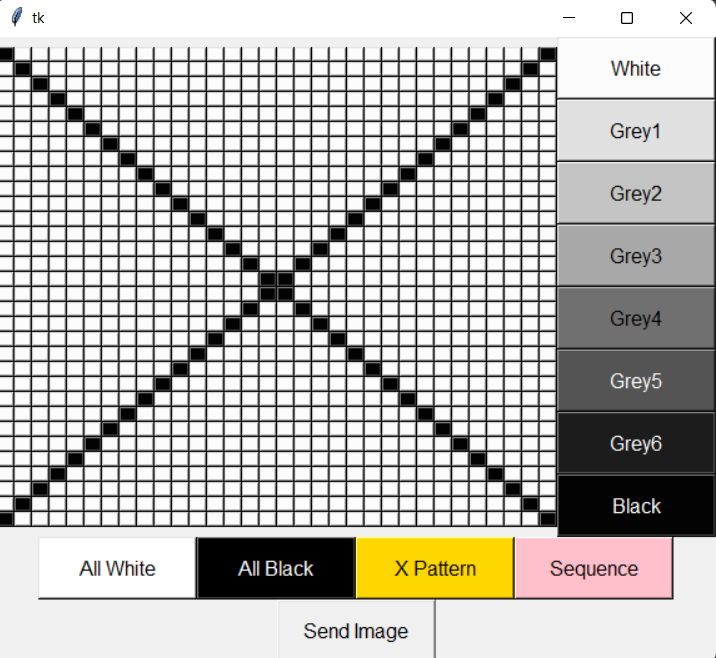 tk
White
Grey1
Grey2
Grey3
Grey4
Grey5
Grey6
Black
All White All Black X Pattern Sequence
Send Image